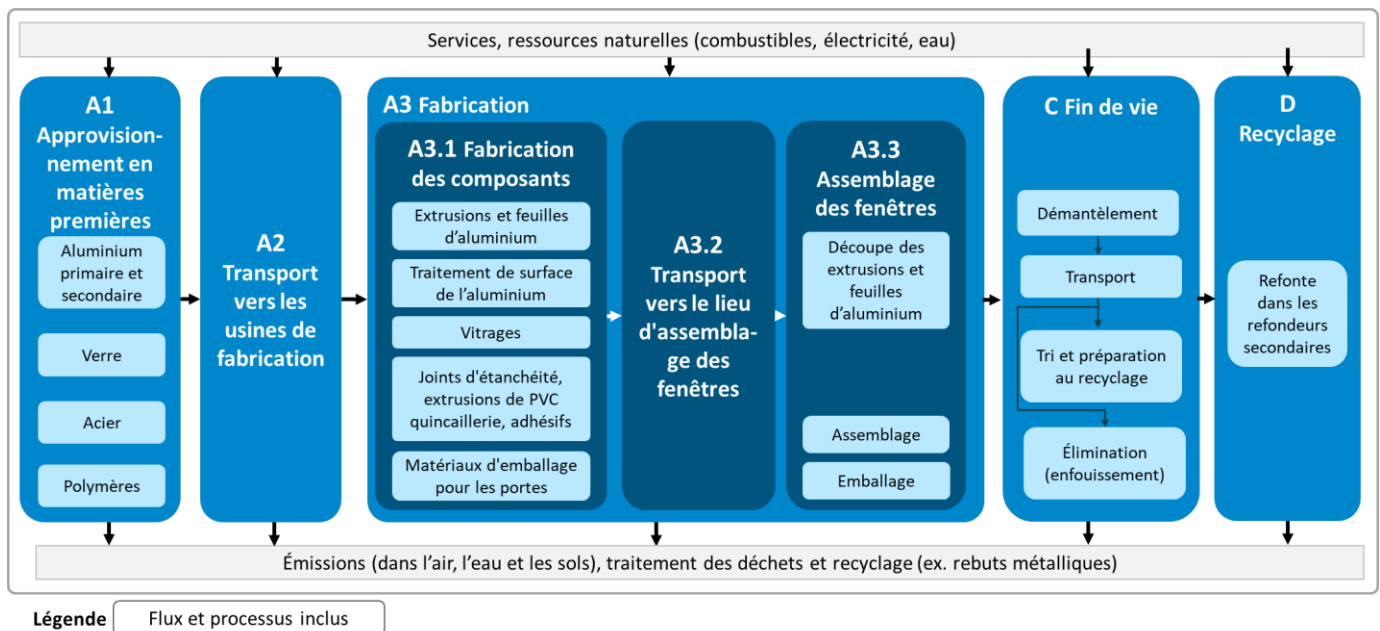 Services, ressources naturelles (combustibles, électricité, eau)
A1
Approvision-
nement en
matières
premières
Aluminium
primaire et
secondaire
Verre
Acier
Polymères
A2
Transport
vers les
usines de
fabrication
A3 Fabrication
A3.1 Fabrication
des composants
Extrusions et feuilles
d’aluminium
Traitement de surface
de l’aluminium
Vitrages
Joints d'étanchéité,
extrusions de PVC
quincaillerie, adhésifs
Matériaux d'emballage
pour les portes
A3.2
Transport
vers le lieu
d'assembla-
ge des
fenêtres
A3.3
Assemblage
des fenêtres
Découpe des
extrusions et
feuilles
d’aluminium
Assemblage
Emballage
C Fin de vie
Démantèlement
Transport
Tri et préparation
au recyclage
Élimination
(enfouissement)
D
Recyclage
Refonte
dans les
refondeurs
secondaires
Émissions (dans l’air, l’eau et les sols), traitement des déchets et recyclage (ex. rebuts métalliques)
Légende
Flux et processus inclus